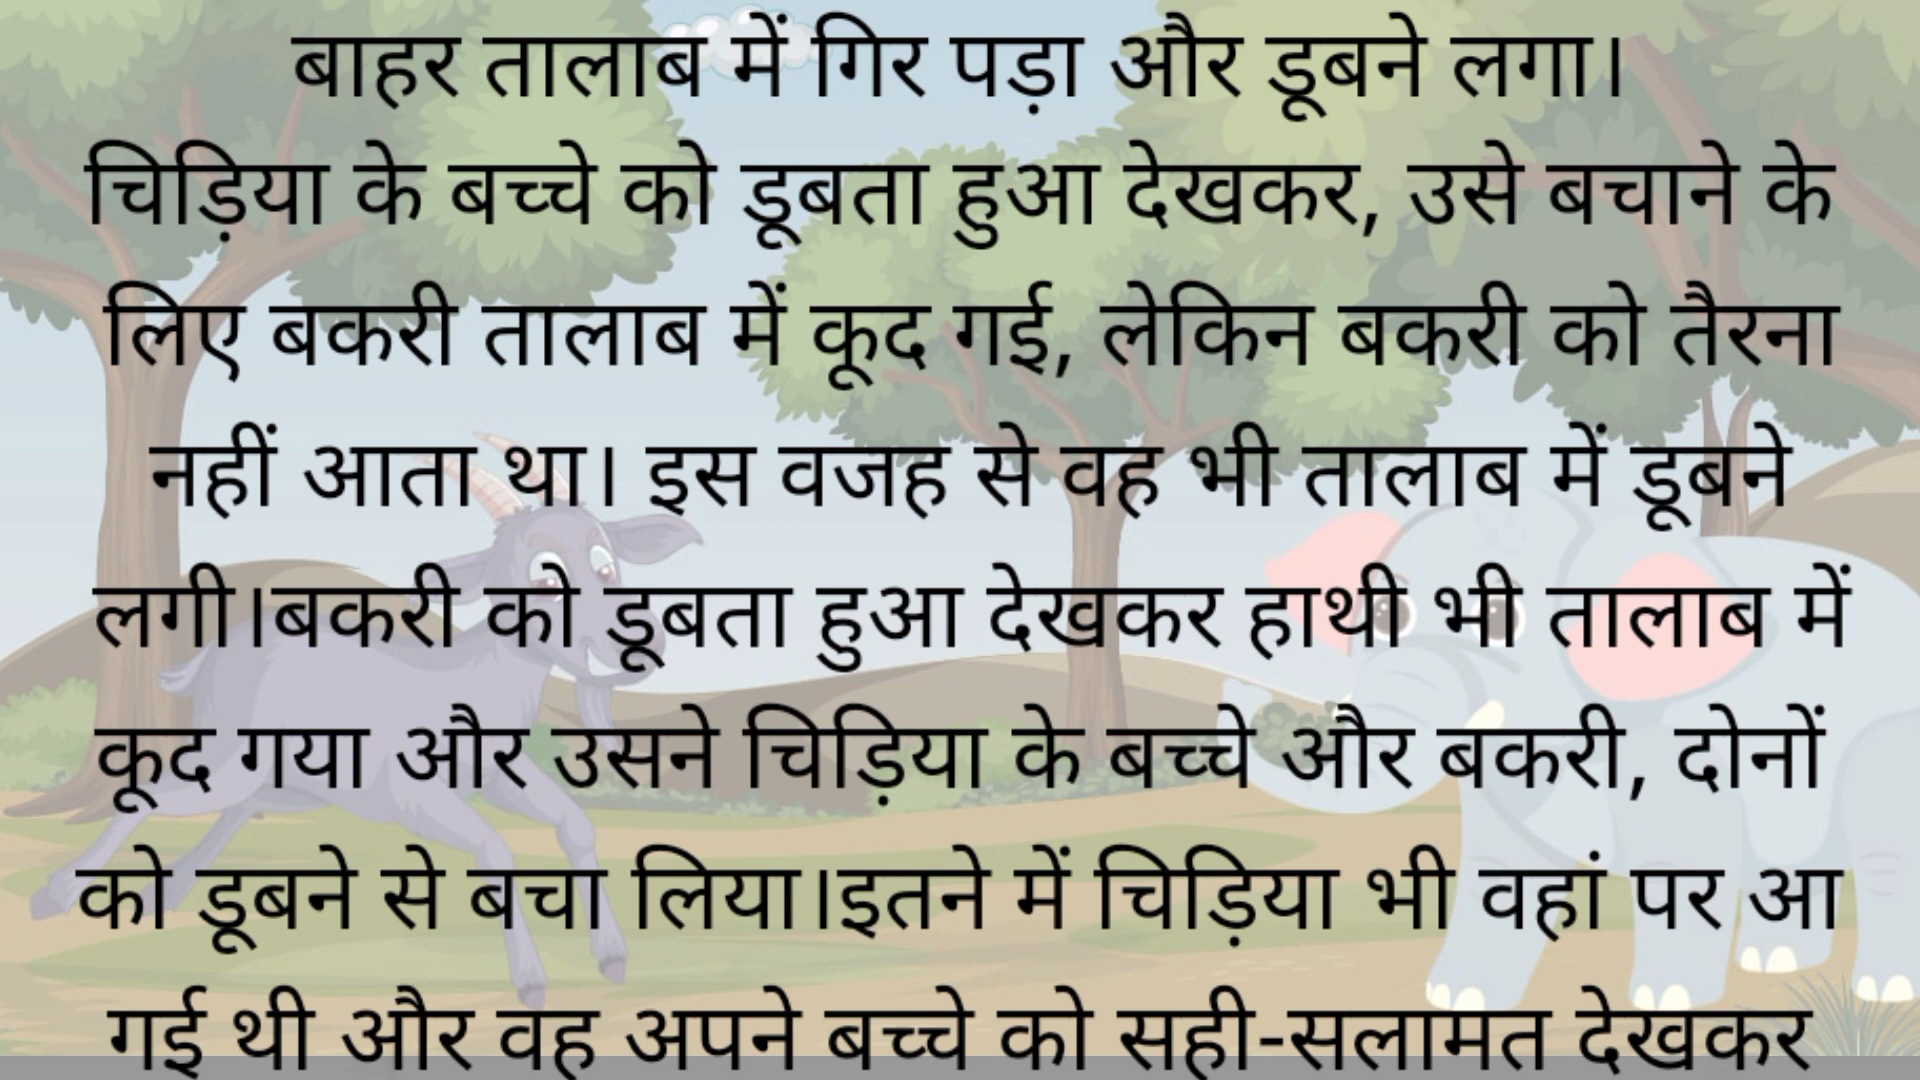 बाहर तालाब में गिर पड़ा और डूबने लगा।
चिड़िया के बच्चे को डूबता हुआ देखकर, उसे बचाने के
लिए बकरी तालाब में कूद गई, लेकिन बकरी को तैरना
नहीं आता था। इस वजह से वह भी तालाब में डूबने
लगी।बकरी को डूबता हुआ देखकर हाथी भी तालाब में
कूद गया और उसने चिड़िया के बच्चे और बकरी, दोनों
को डूबने से बचा लिया।इतने में चिड़िया भी वहां पर आ
गई थी और वह अपने बच्चे को सही-सलामत देखकर